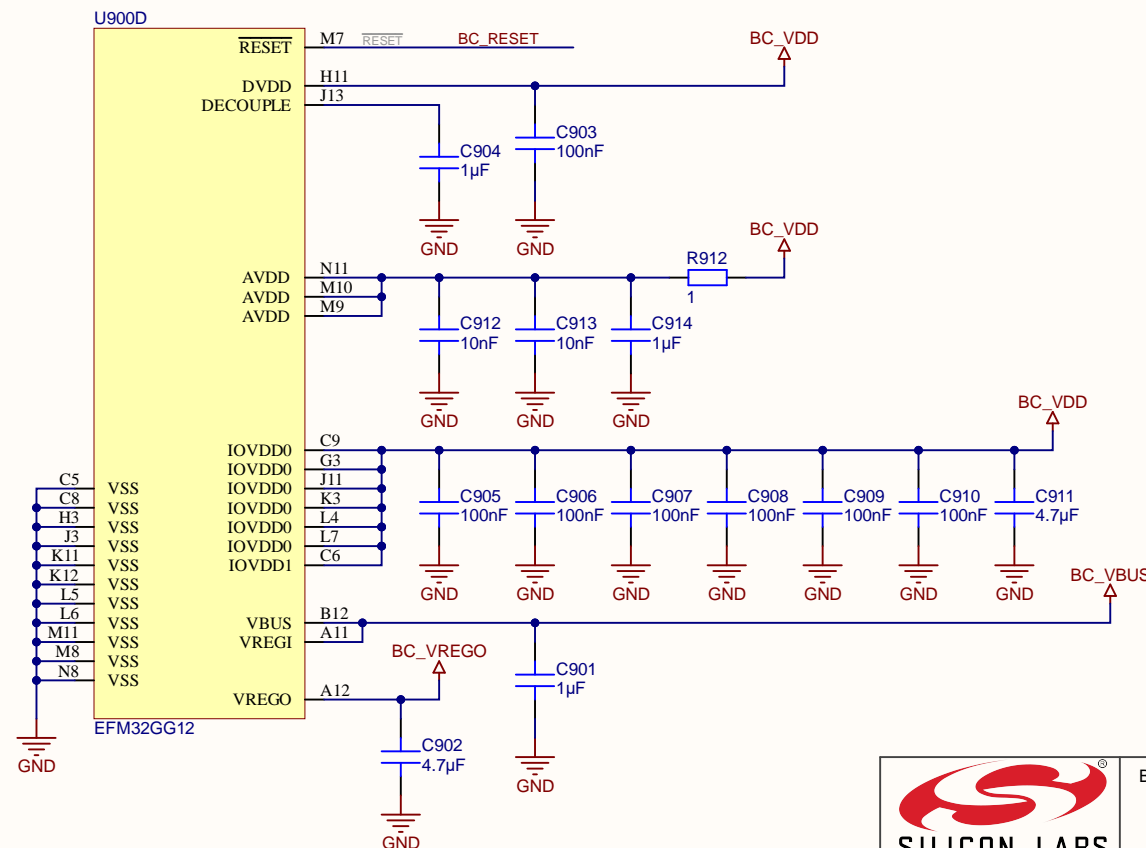 U900D
RESET M7 RESET BC_RESET
BC_VDD
DVDD H11
DECOUPLE J13
C904
1µF
C903
100nF
GND
GND
BC_VDD
R912
1
AVDD N11
AVDD M10
AVDD M9
C912
10nF
C913
10nF
C914
1µF
GND
GND
GND
BC_VDD
IOVDD0 C9
IOVDD0 G3
IOVDD0 J11
IOVDD0 K3
IOVDD0 L4
IOVDD0 L7
IOVDD1 C6
C905
100nF
C906
100nF
C907
100nF
C908
100nF
C909
100nF
C910
100nF
C911
4.7µF
GND
GND
GND
GND
GND
GND
GND
C5 VSS
C8 VSS
H3 VSS
J3 VSS
K11 VSS
K12 VSS
L5 VSS
L6 VSS
M11 VSS
M8 VSS
N8 VSS
GND
BC_VBUS
VBUS B12
VREGI A11
BC_VREGO
C901
1µF
GND
VREGO A12
EFM32GG12
C902
4.7µF
GND
®
SILICON LABS
B